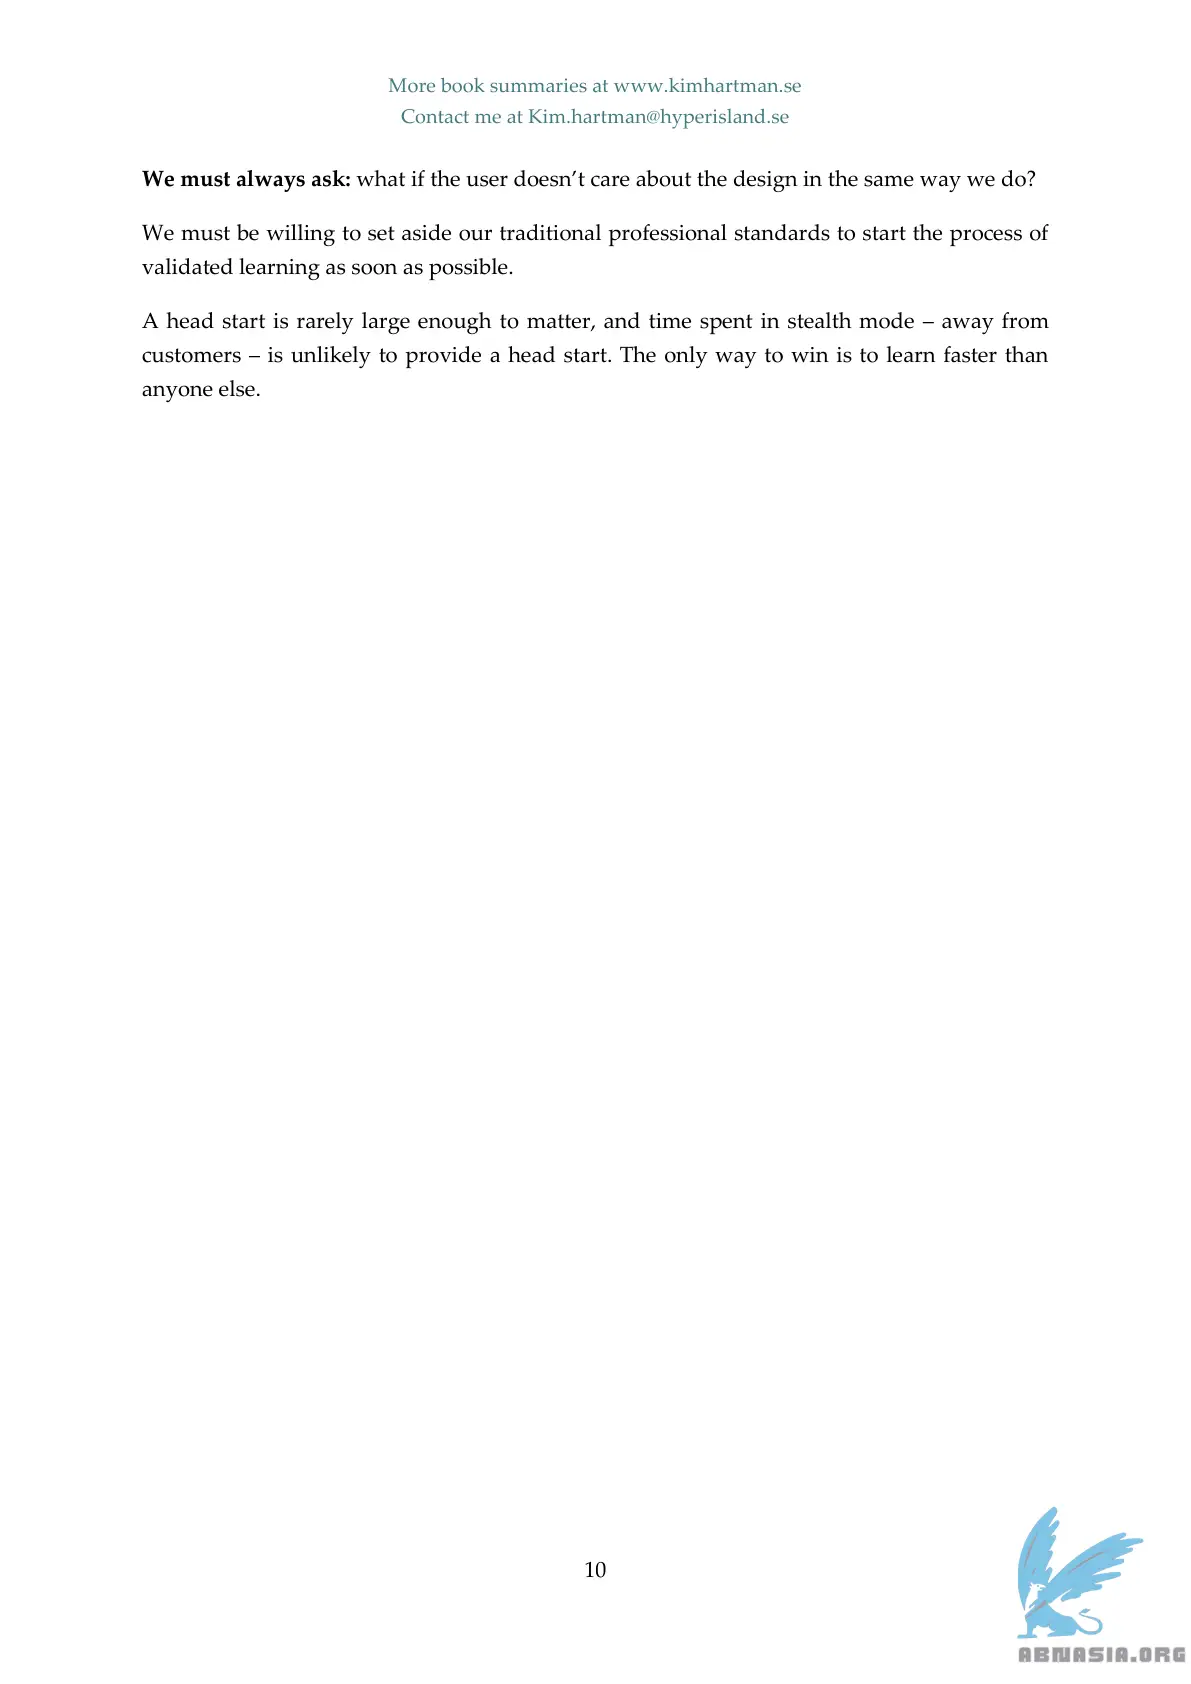 More book summaries at www.kimhartman.se
Contact me at Kim.hartman@hyperisland.se
We must always ask: what if the user doesn’t care about the design in the same way we do?
We must be willing to set aside our traditional professional standards to start the process of
validated learning as soon as possible.
A head start is rarely large enough to matter, and time spent in stealth mode – away from
customers – is unlikely to provide a head start. The only way to win is to learn faster than
anyone else.
10
ABNASIA.ORG